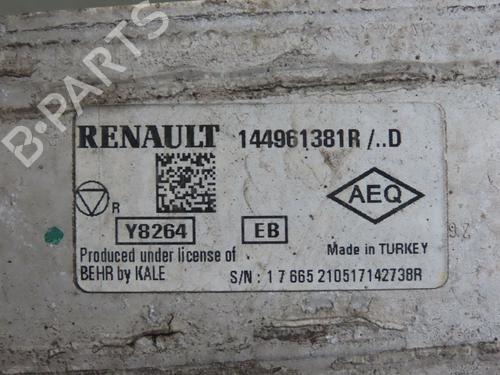 B-PARTS
RENAULT 144961381R /..D
R
AEQ
Y8264 EB
Produced under license of Made in TURKEY
BEHR by KALE S/N : 1 7 665 210517142738R